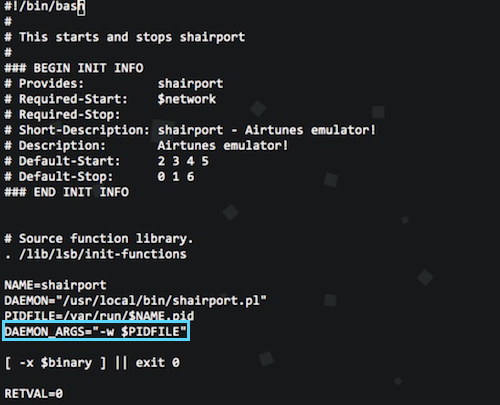 #!/bin/bash
#
# This starts and stops shairport
#
### BEGIN INIT INFO
# Provides:          shairport
# Required-Start:    $network
# Required-Stop:
# Short-Description: shairport - Airtunes emulator!
# Description:       Airtunes emulator!
# Default-Start:     2 3 4 5
# Default-Stop:      0 1 6
### END INIT INFO
# Source function library.
. /lib/lsb/init-functions
NAME=shairport
DAEMON="/usr/local/bin/shairport.pl"
PIDFILE=/var/run/$NAME.pid
DAEMON_ARGS="-w $PIDFILE"
[ -x $binary ] || exit 0
RETVAL=0